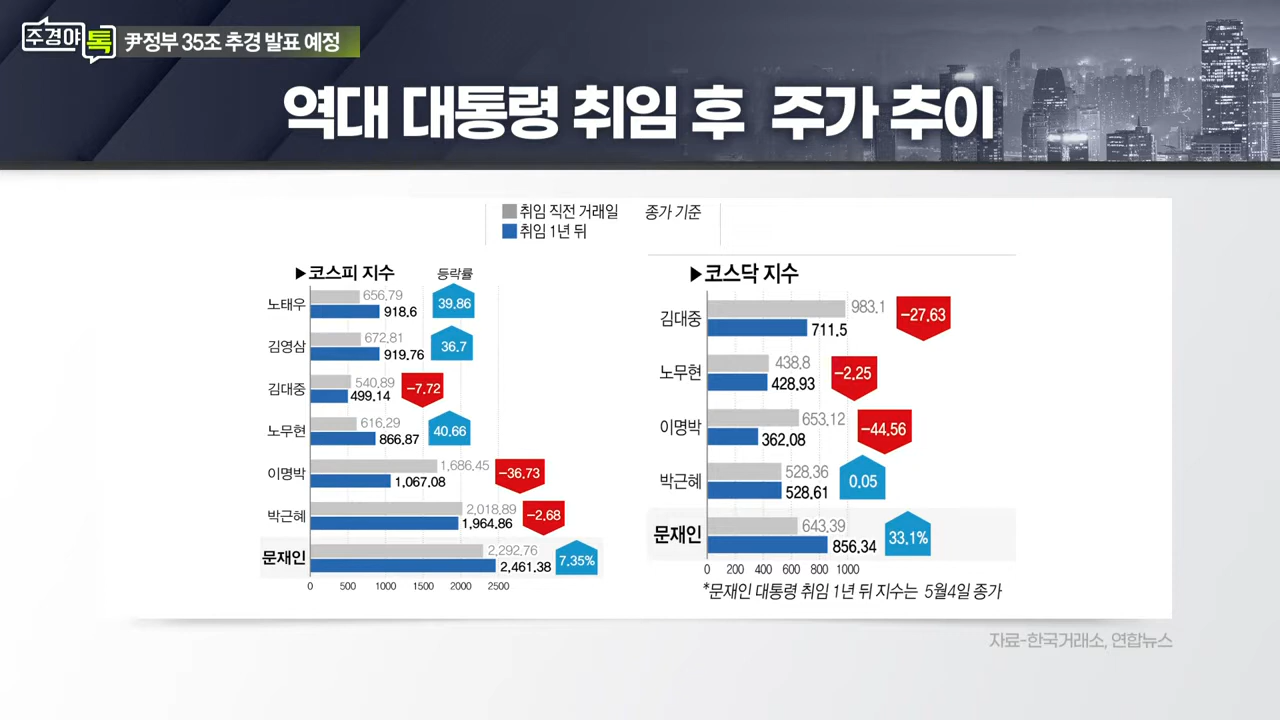 주경야톡
尹정부 35조 추경 발표 예정
역대 대통령 취임 후 주가 추이
취임 직전 거래일
종가 기준
취임 1년 뒤
▶코스피 지수
등락률
노태우
656.79
918.6
39.86
김영삼
672.81
919.76
36.7
김대중
540.89
499.14
-7.72
노무현
616.29
866.87
40.66
이명박
1,686.45
1,067.08
-36.73
박근혜
2,018.89
1,964.86
-2.68
문재인
2,292.76
2,461.38
7.35%
0 500 1000 1500 2000 2500
▶코스닥 지수
김대중
983.1
711.5
-27.63
노무현
438.8
428.93
-2.25
이명박
653.12
362.08
-44.56
박근혜
528.36
528.61
0.05
문재인
643.39
856.34
33.1%
0 200 400 600 800 1000
*문재인 대통령 취임 1년 뒤 지수는 5월4일 종가
자료-한국거래소, 연합뉴스